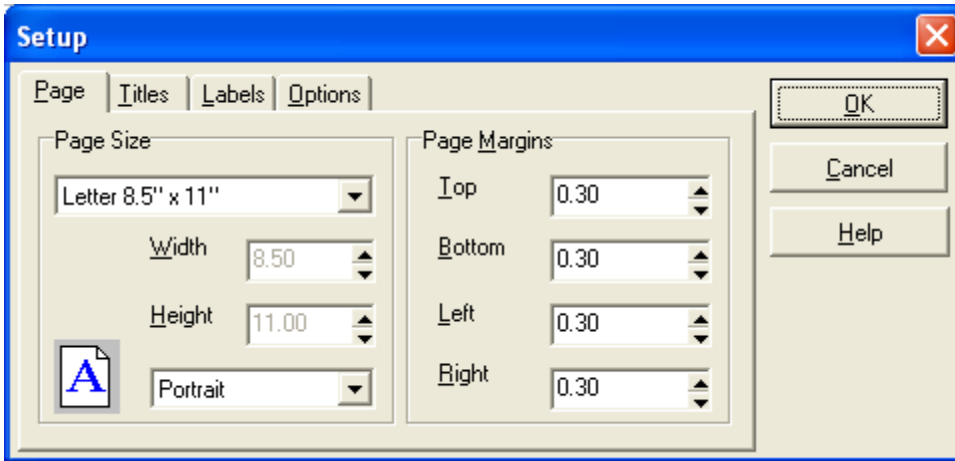 Setup
Page Titles Labels Options
OK
Cancel
Help
Page Size
Letter 8.5" x 11"
Width 8.50
Height 11.00
A
Portrait
Page Margins
Top 0.30
Bottom 0.30
Left 0.30
Right 0.30